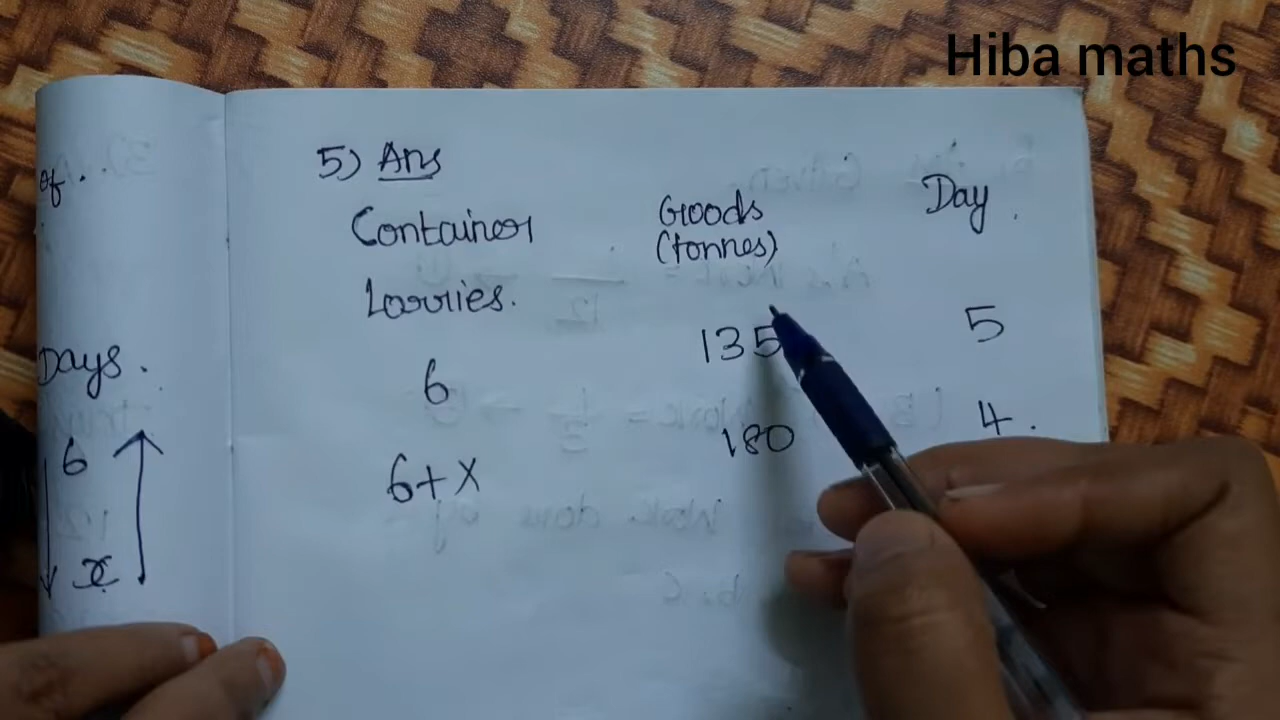 Hiba maths
of.
5) Ans
Container Goods Day.
(tonnes)
Lorries.
135 5
Days.
6
180 4.
6 6+x
x